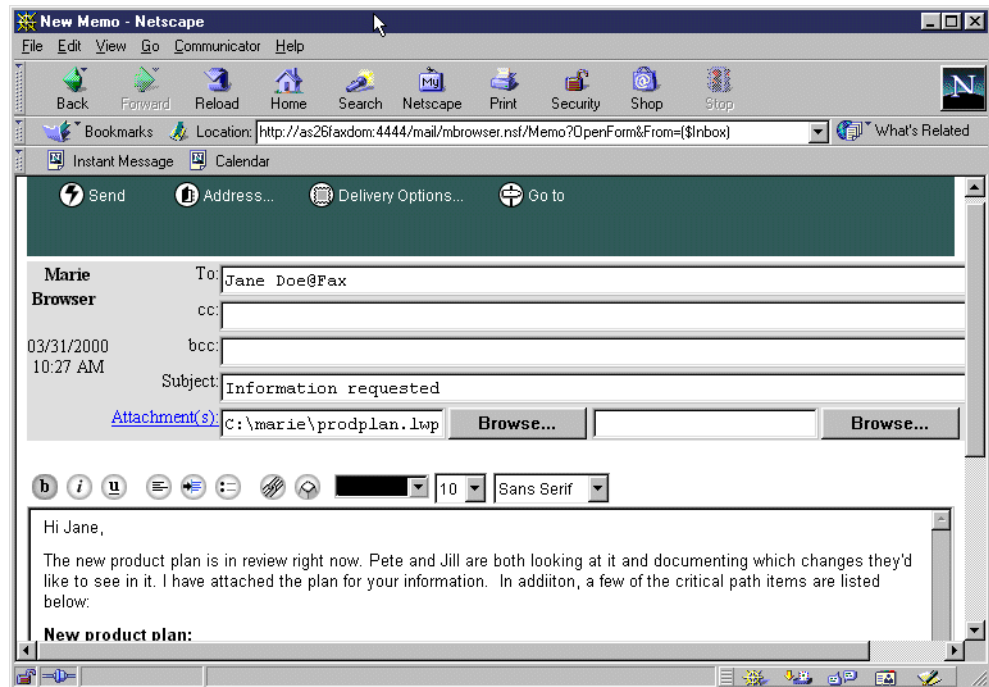 New Memo - Netscape
File Edit View Go Communicator Help
My
Back Forward Reload Home Search Netscape Print Security Shop Stop
N
Bookmarks Location: http://as26faxdom:4444/mail/mbrowser.nsf/Memo?OpenForm&From=($Inbox) What's Related
Instant Message Calendar
Send Address... Delivery Options... Go to
Marie Browser
To: Jane Doe@Fax
cc:
03/31/2000
10:27 AM
bcc:
Subject: Information requested
Attachment(s): C:\marie\prodplan.lwp Browse... Browse...
b i u 10 Sans Serif
Hi Jane,
The new product plan is in review right now. Pete and Jill are both looking at it and documenting which changes they'd
like to see in it. I have attached the plan for your information. In addiiton, a few of the critical path items are listed
below:
New product plan: